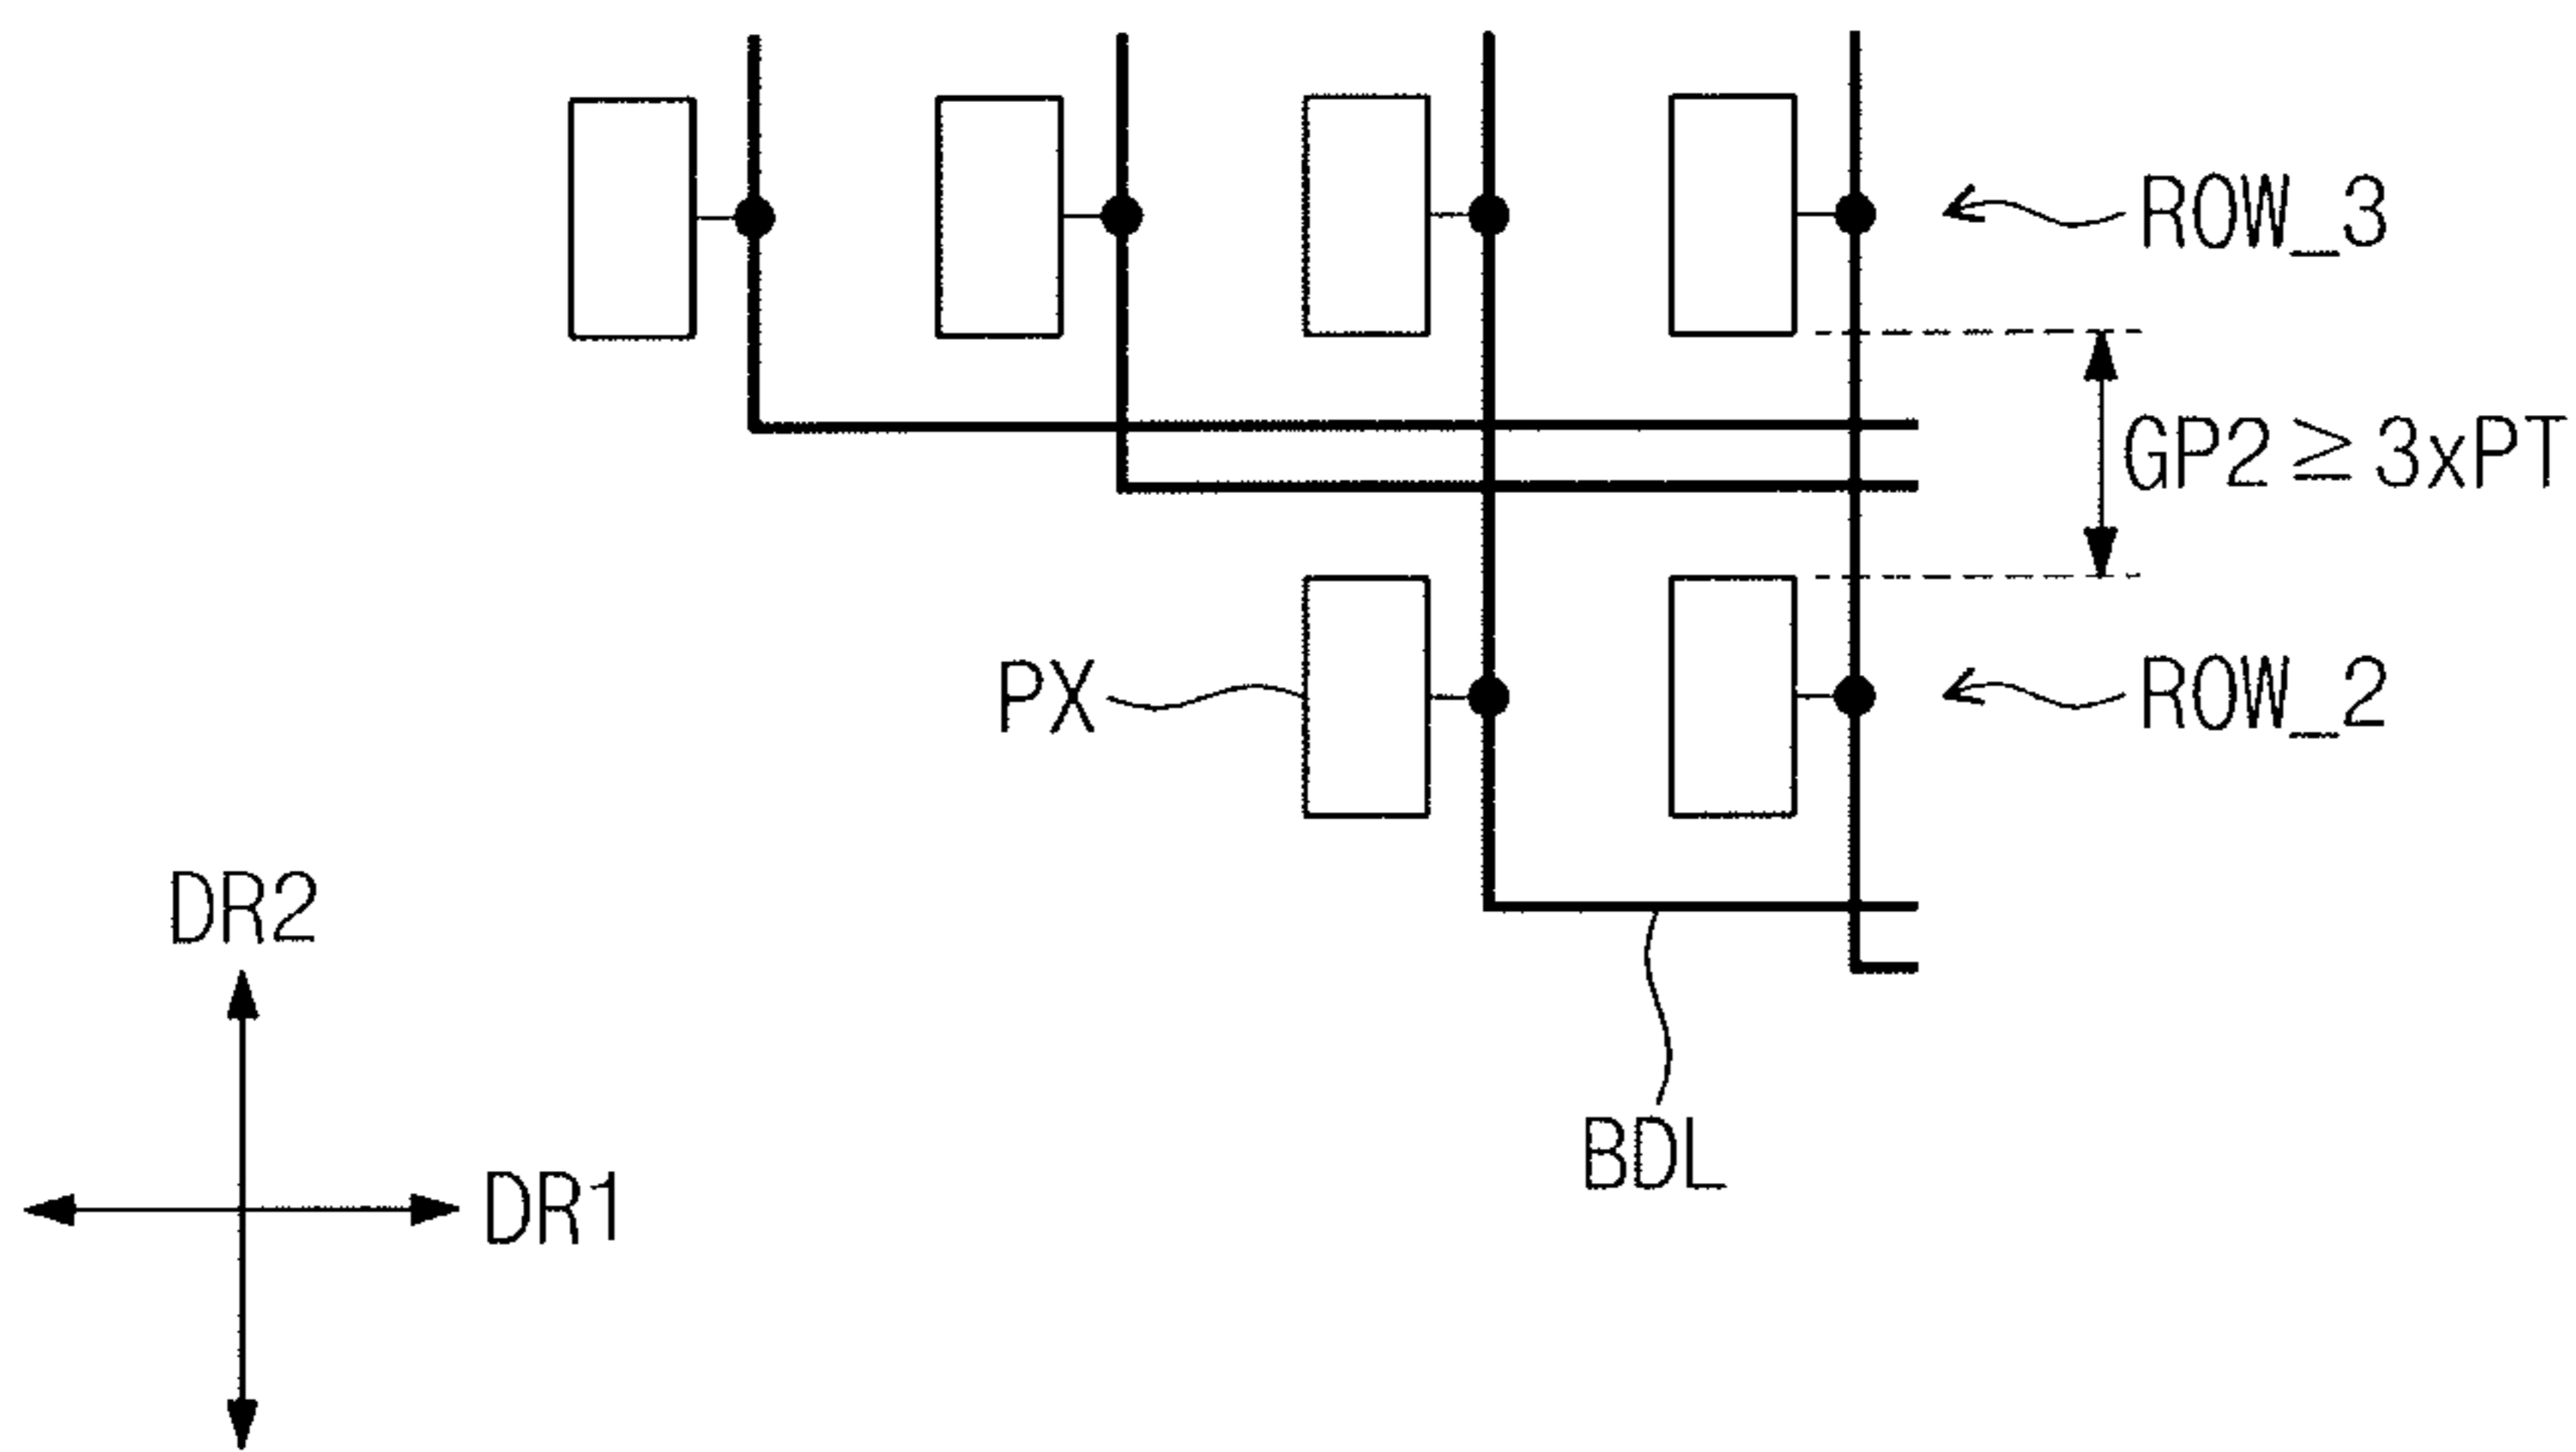 ROW_3
GP2≥3xPT
PX
ROW_2
DR2
BDL
DR1